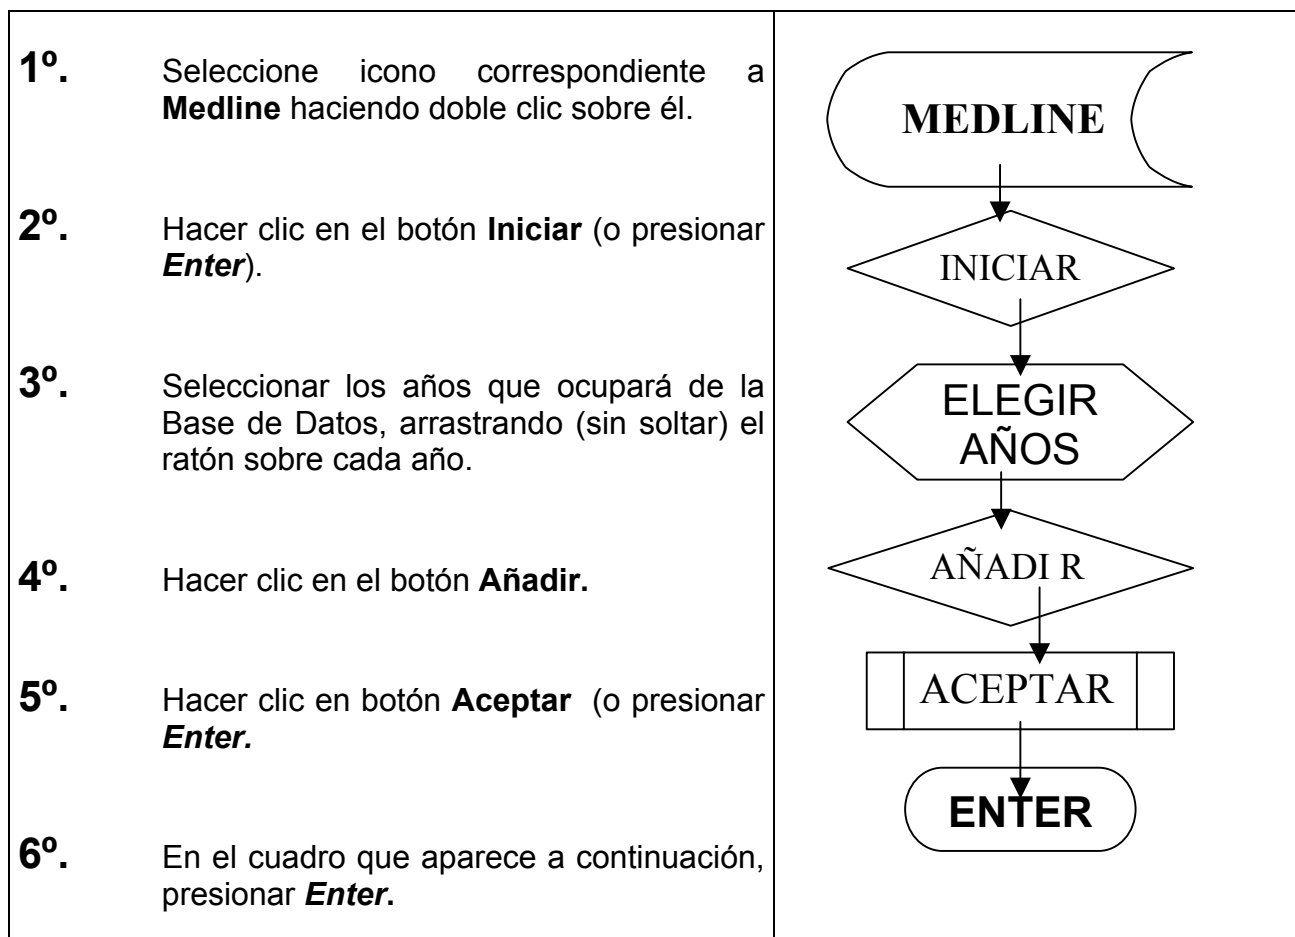 1º. Seleccione icono correspondiente a
Medline haciendo doble clic sobre él.
2º. Hacer clic en el botón Iniciar (o presionar
Enter).
3º. Seleccionar los años que ocupará de la
Base de Datos, arrastrando (sin soltar) el
ratón sobre cada año.
4º. Hacer clic en el botón Añadir.
5º. Hacer clic en botón Aceptar (o presionar
Enter.
6º. En el cuadro que aparece a continuación,
presionar Enter.
MEDLINE
INICIAR
ELEGIR
AÑOS
AÑADI R
ACEPTAR
ENTER